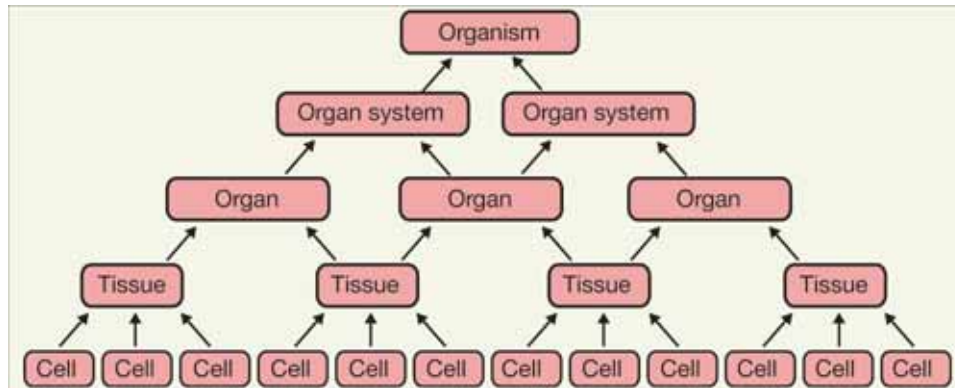 Organism
Organ system Organ system
Organ Organ Organ
Tissue Tissue Tissue Tissue
Cell Cell Cell Cell Cell Cell Cell Cell Cell Cell Cell Cell